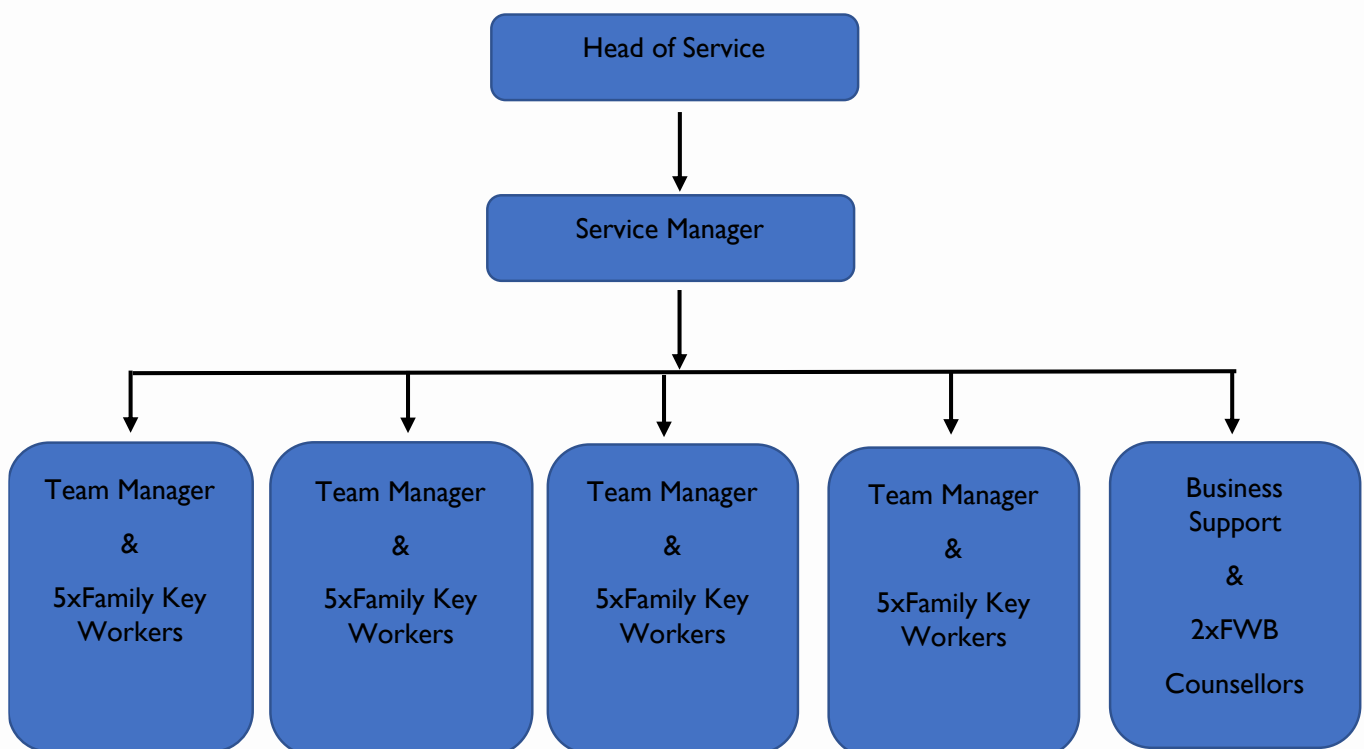 Head of Service
Service Manager
Team Manager
&
5xFamily Key
Workers
Team Manager
&
5xFamily Key
Workers
Team Manager
&
5xFamily Key
Workers
Team Manager
&
5xFamily Key
Workers
Business
Support
&
2xFWB
Counsellors